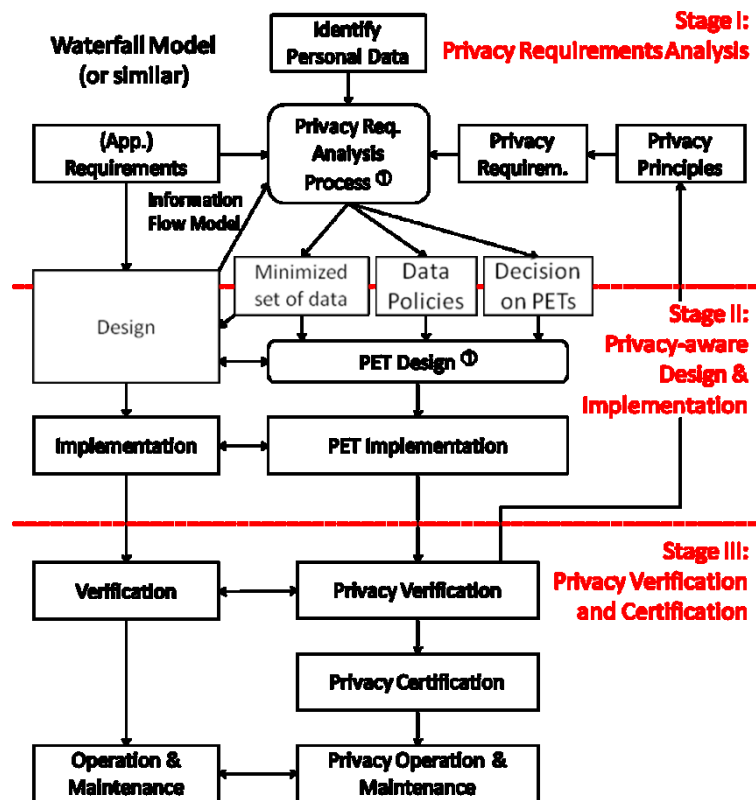 Identify
Personal Data
Stage I:
Privacy Requirements Analysis
Waterfall Model
(or similar)
(App.)
Requirements
Privacy Req.
Analysis
Process ①
Privacy
Requirem.
Privacy
Principles
Information
Flow Model
Design
Minimized
set of data
Data
Policies
Decision
on PETs
Stage II:
Privacy-aware
Design &
Implementation
PET Design ①
Implementation
PET Implementation
Stage III:
Privacy Verification
and Certification
Verification
Privacy Verification
Privacy Certification
Operation &
Maintenance
Privacy Operation &
Maintenance